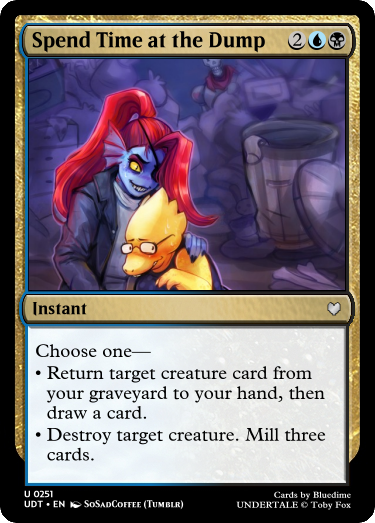 Spend Time at the Dump 2
Instant
Choose one—
• Return target creature card from
your graveyard to your hand, then
draw a card.
• Destroy target creature. Mill three
cards.
U 0251
UDT • EN SoSadCoffee (Tumblr)
Cards by Bluedime
UNDERTALE © Toby Fox